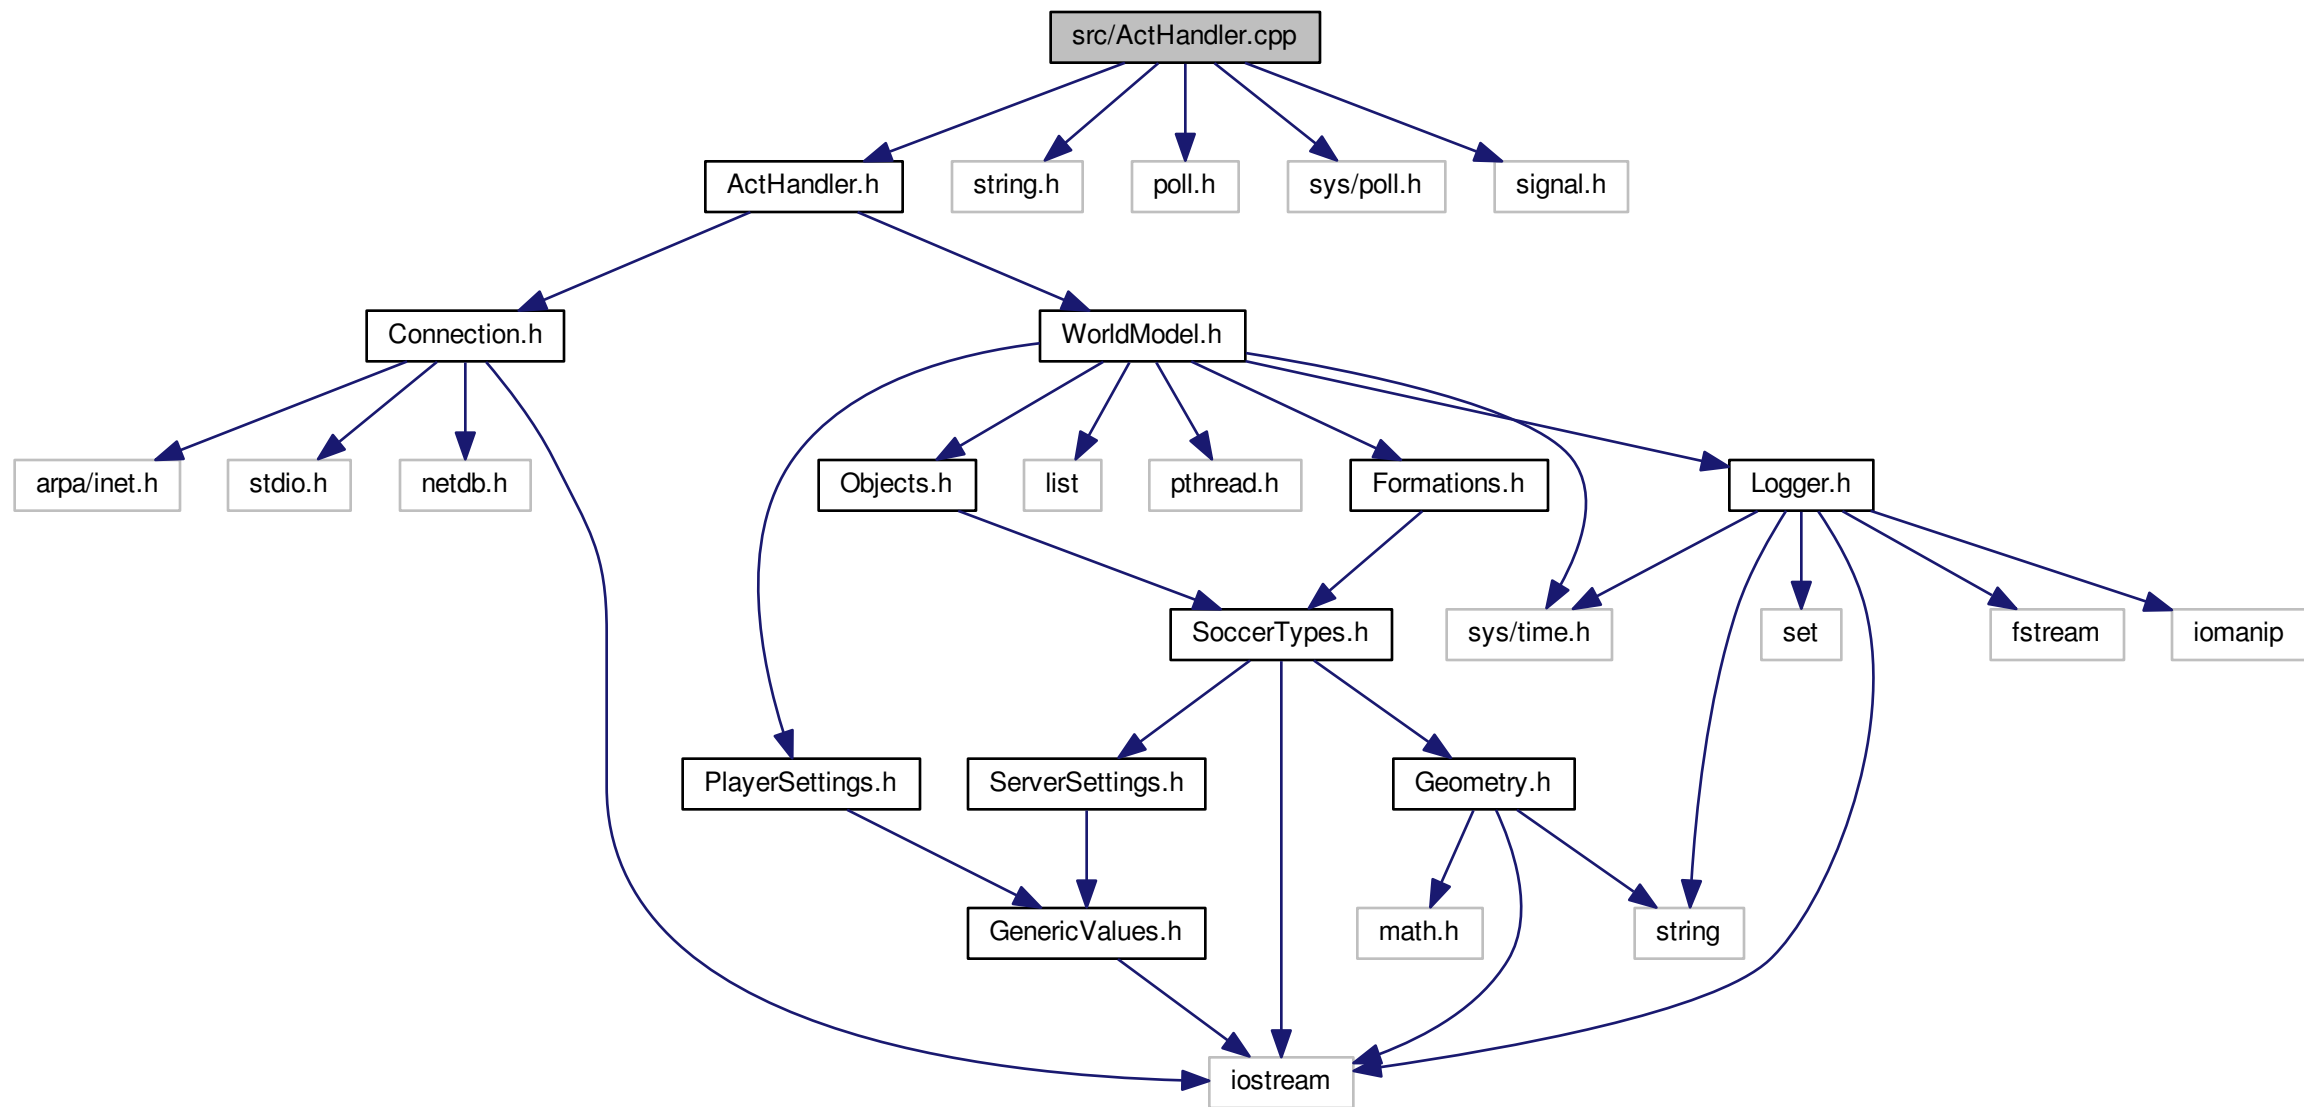 src/ActHandler.cpp
ActHandler.h
string.h
poll.h
sys/poll.h
signal.h
Connection.h
WorldModel.h
arpa/inet.h
stdio.h
netdb.h
Objects.h
list
pthread.h
Formations.h
Logger.h
SoccerTypes.h
sys/time.h
set
fstream
iomanip
PlayerSettings.h
ServerSettings.h
Geometry.h
GenericValues.h
math.h
string
iostream